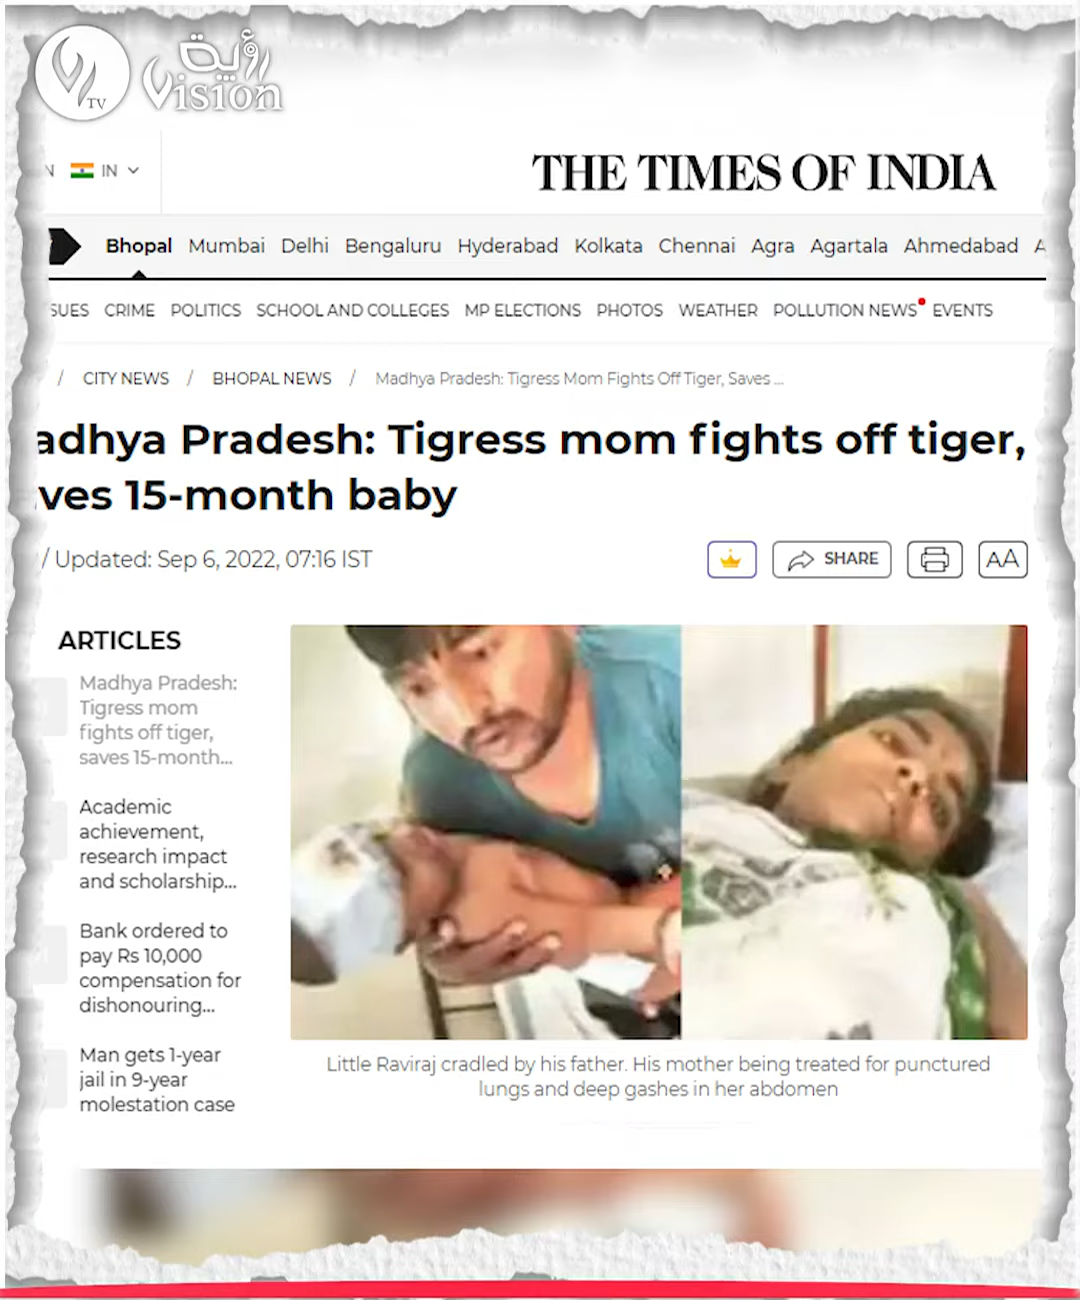 TV
رؤية
Vision
N IN
THE TIMES OF INDIA
Bhopal Mumbai Delhi Bengaluru Hyderabad Kolkata Chennai Agra Agartala Ahmedabad A
SUES CRIME POLITICS SCHOOL AND COLLEGES MP ELECTIONS PHOTOS WEATHER POLLUTION NEWS EVENTS
/ CITY NEWS / BHOPAL NEWS / Madhya Pradesh: Tigress Mom Fights Off Tiger, Saves ...
adhya Pradesh: Tigress mom fights off tiger,
ves 15-month baby
/ Updated: Sep 6, 2022, 07:16 IST
SHARE
AA
ARTICLES
Madhya Pradesh:
Tigress mom
fights off tiger,
saves 15-month...
Academic
achievement,
research impact
and scholarship...
Bank ordered to
pay Rs 10,000
compensation for
dishonouring...
Man gets 1-year
jail in 9-year
molestation case
Little Raviraj cradled by his father. His mother being treated for punctured
lungs and deep gashes in her abdomen